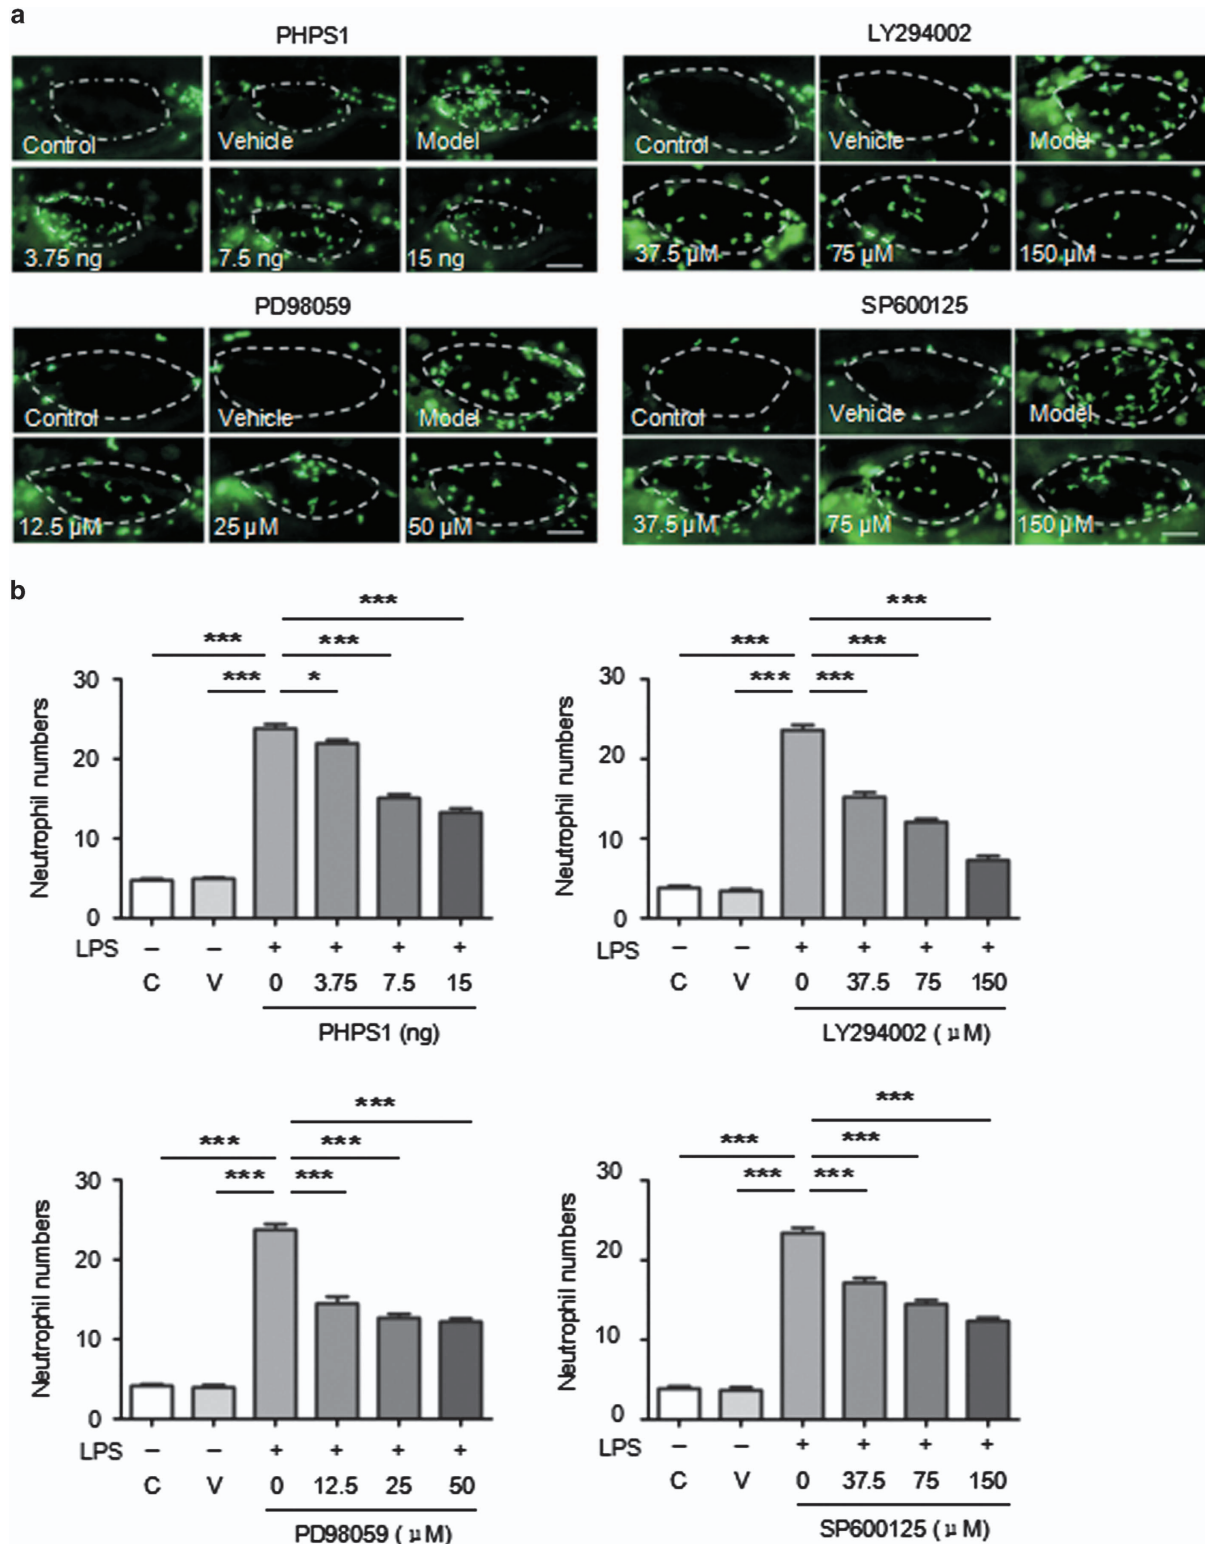 a
PHPS1
LY294002
Control
Vehicle
Model
Control
Vehicle
Model
3.75 ng
7.5 ng
15 ng
37.5 µM
75 µM
150 µM
PD98059
SP600125
Control
Vehicle
Model
Control
Vehicle
Model
12.5 µM
25 µM
50 µM
37.5 µM
75 µM
150 µM
b
***
*** ***
*** *
30
20
10
0
Neutrophil numbers
LPS – – + + + +
C V 0 3.75 7.5 15
PHPS1 (ng)
***
*** ***
*** ***
30
20
10
0
Neutrophil numbers
LPS – – + + + +
C V 0 37.5 75 150
LY294002 ( µM)
***
*** ***
*** ***
30
20
10
0
Neutrophil numbers
LPS – – + + + +
C V 0 12.5 25 50
PD98059 ( µM)
***
*** ***
*** ***
30
20
10
0
Neutrophil numbers
LPS – – + + + +
C V 0 37.5 75 150
SP600125 ( µM)